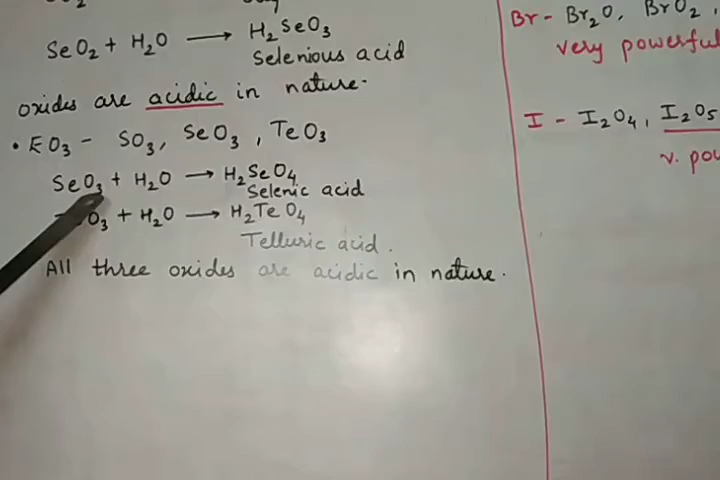 SeO₂ + H₂O ⟶ H₂SeO₃
Selenious acid
oxides are acidic in nature.
• EO₃ - SO₃, SeO₃, TeO₃
SeO₃ + H₂O ⟶ H₂SeO₄
Selenic acid
O₃ + H₂O ⟶ H₂TeO₄
Telluric acid.
All three oxides are acidic in nature.
Br - Br₂O, BrO₂,
very powerful
I - I₂O₄, I₂O₅
v. pow